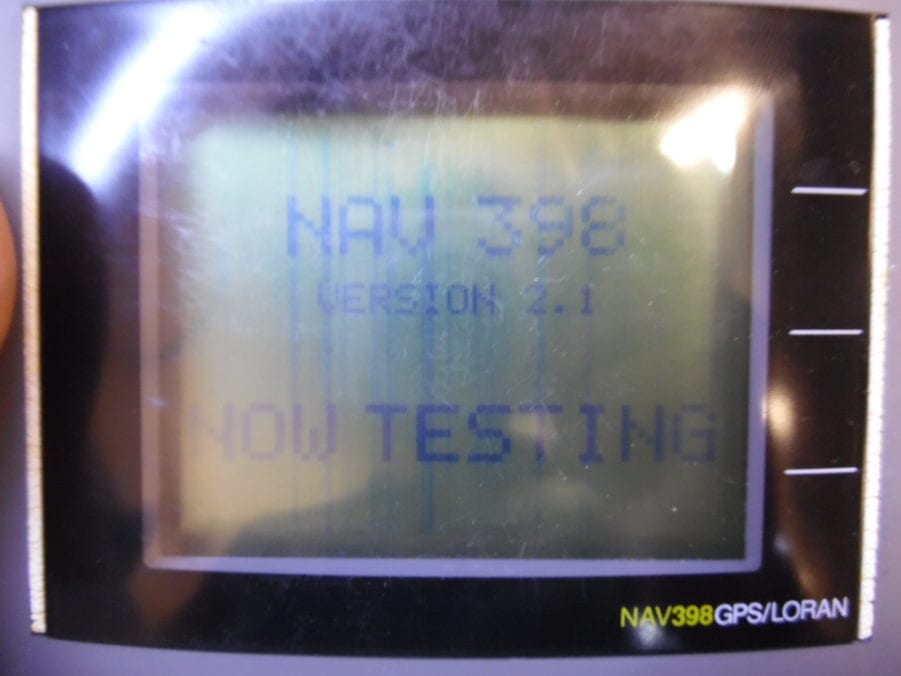 NAV 398
VERSION 2.1
NOW TESTING
NAV398GPS/LORAN